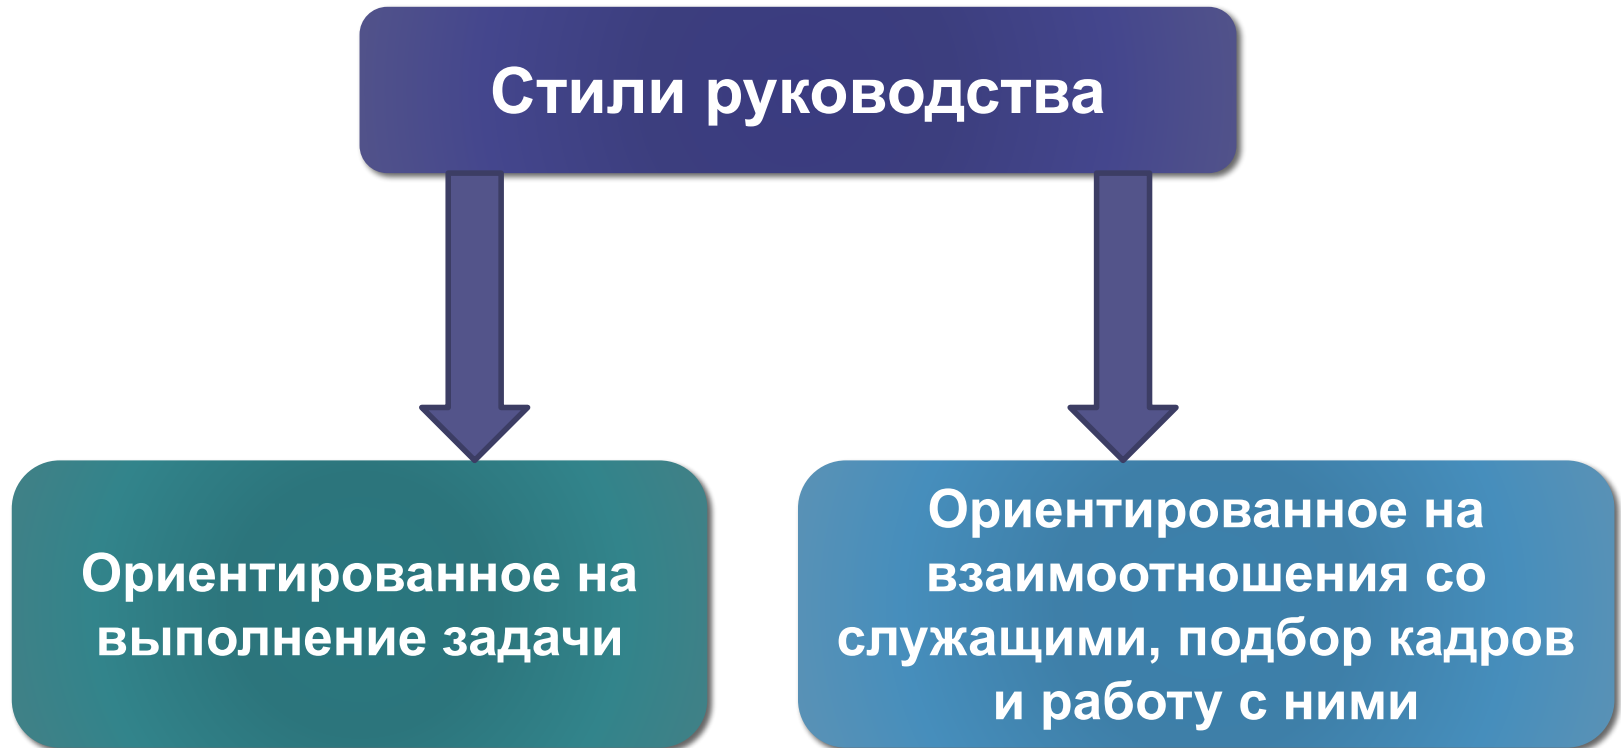 Стили руководства
Ориентированное на
выполнение задачи
Ориентированное на
взаимоотношения со
служащими, подбор кадров
и работу с ними